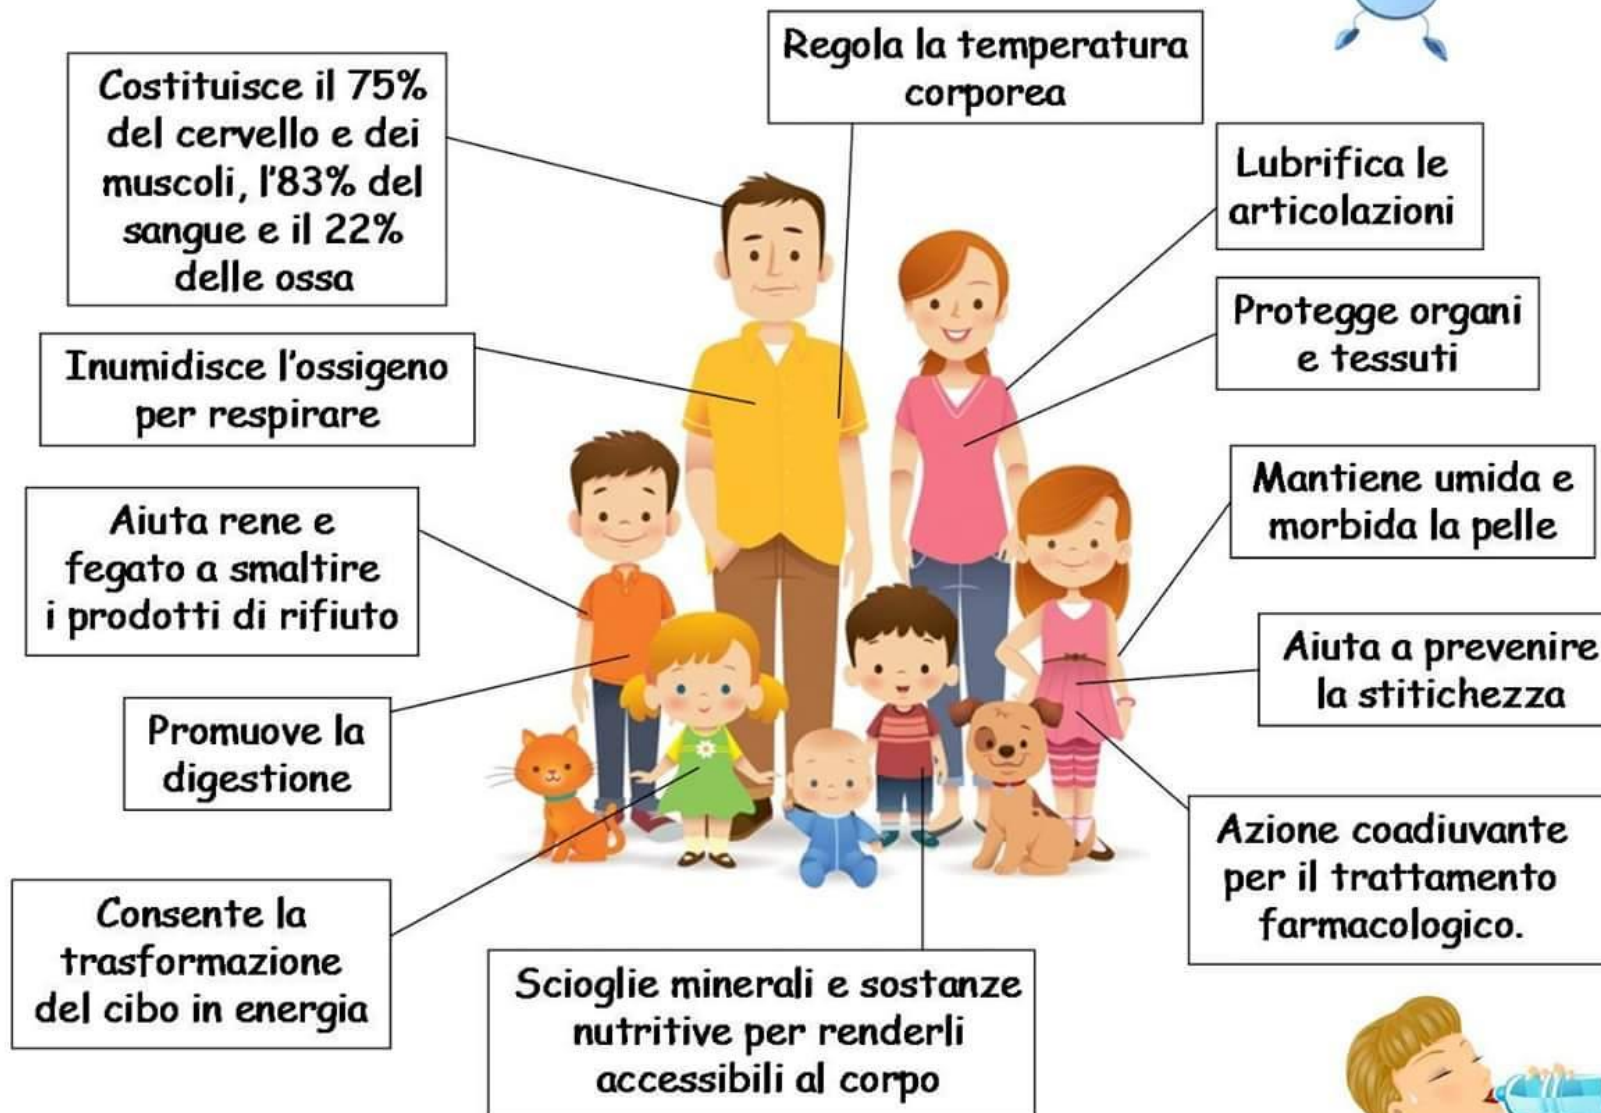 Regola la temperatura
corporea
Costituisce il 75%
del cervello e dei
muscoli, l'83% del
sangue e il 22%
delle ossa
Lubrifica le
articolazioni
Protegge organi
e tessuti
Inumidisce l'ossigeno
per respirare
Mantiene umida e
morbida la pelle
Aiuta rene e
fegato a smaltire
i prodotti di rifiuto
Aiuta a prevenire
la stitichezza
Promuove la
digestione
Azione coadiuvante
per il trattamento
farmacologico.
Consente la
trasformazione
del cibo in energia
Scioglie minerali e sostanze
nutritive per renderli
accessibili al corpo